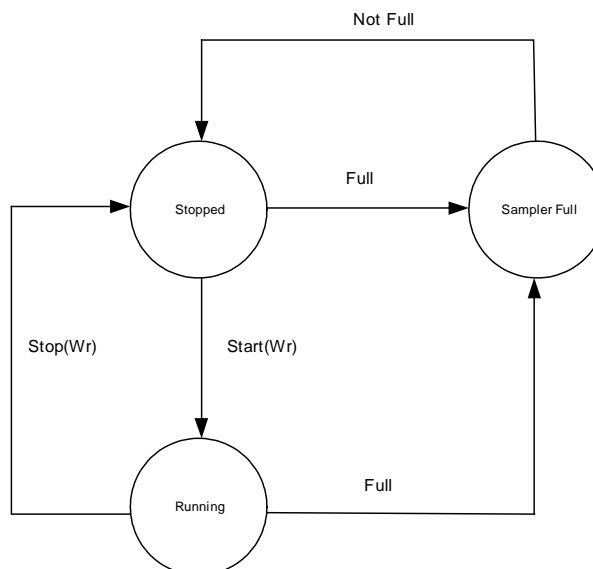 Not Full
Full
Stopped
Sampler Full
Stop(Wr)
Start(Wr)
Full
Running